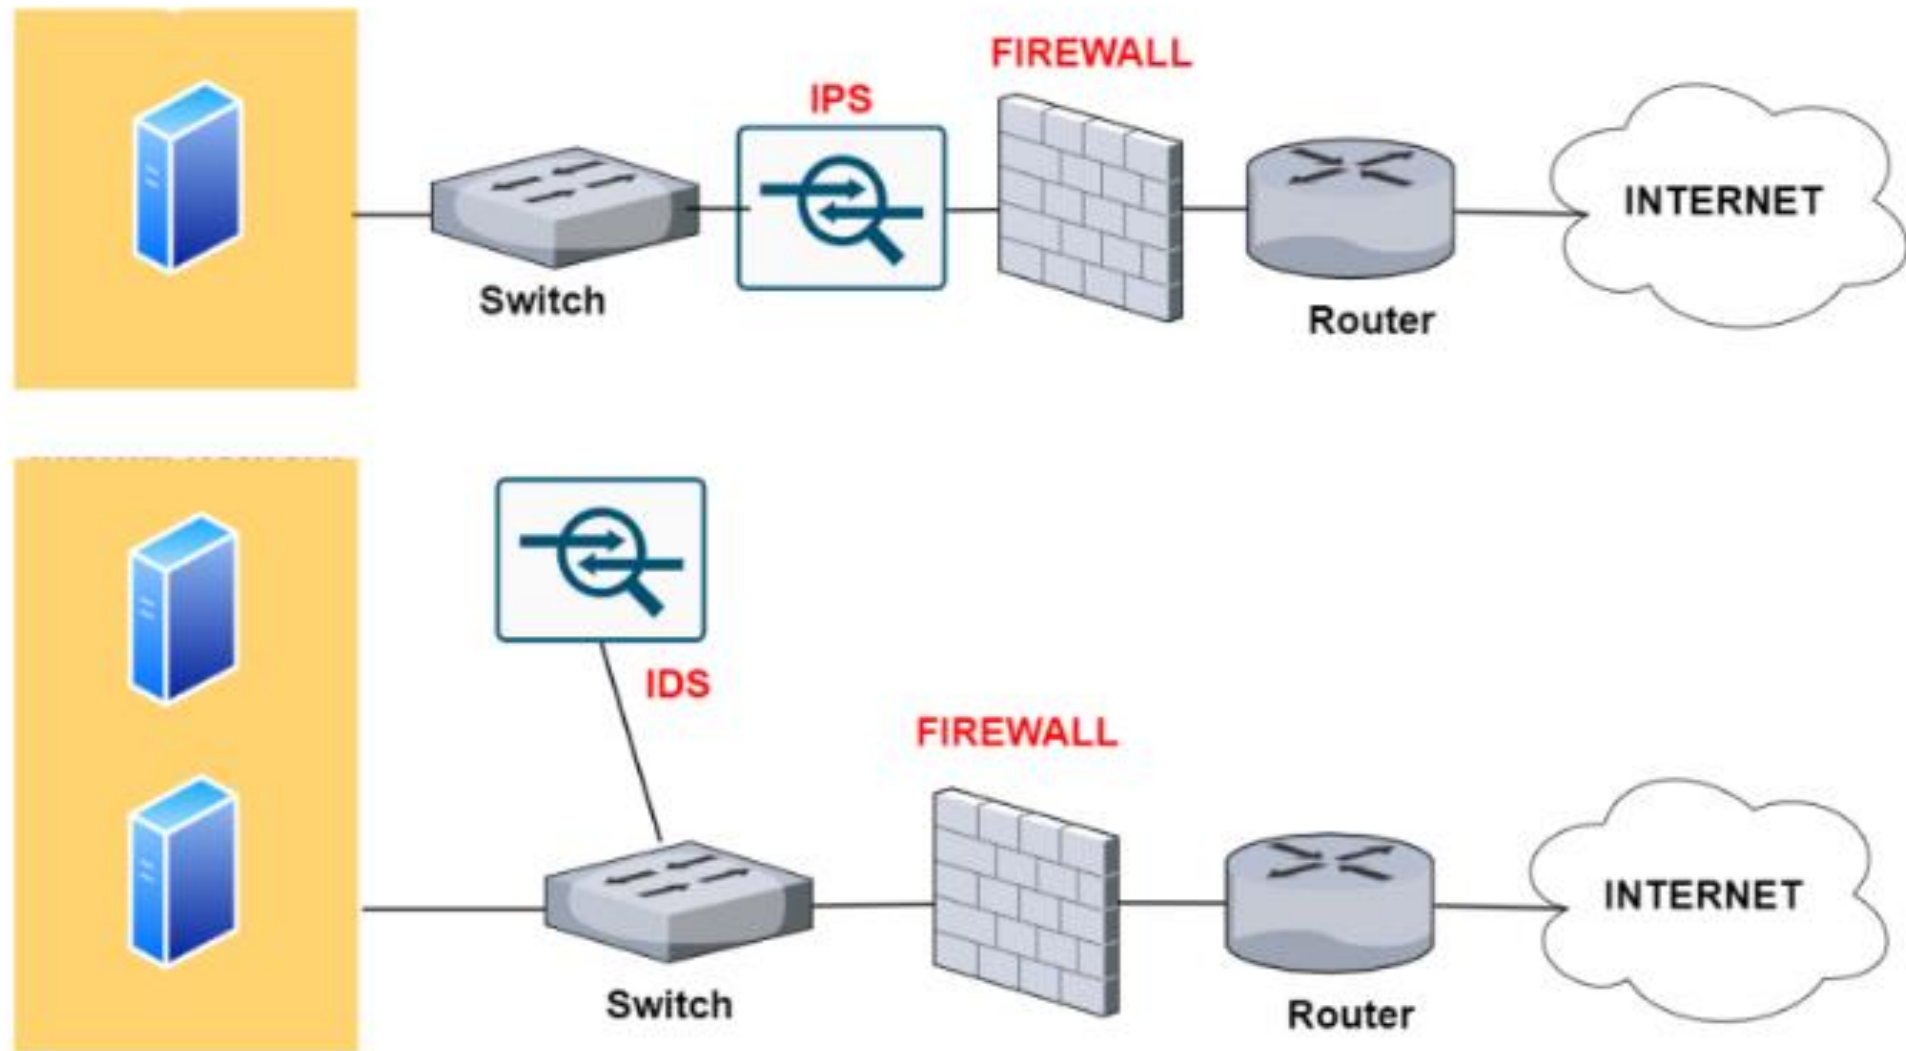 FIREWALL
IPS
INTERNET
Switch
Router
IDS
FIREWALL
INTERNET
Switch
Router